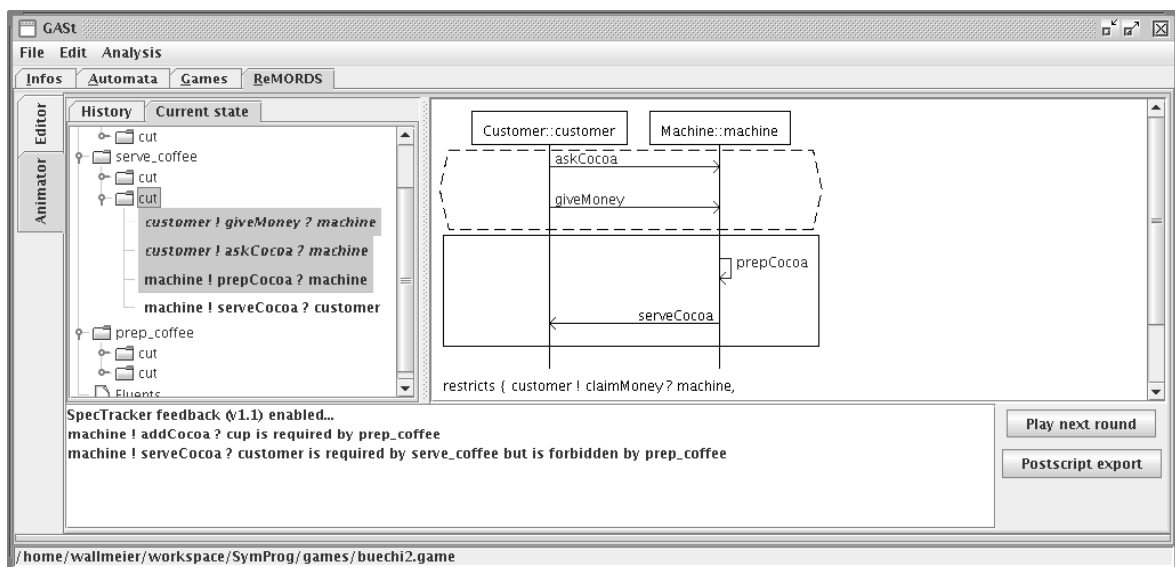 GASt
File Edit Analysis
Infos Automata Games ReMORDS
Editor
Animator
History Current state
cut
serve_coffee
cut
cut
customer ! giveMoney ? machine
customer ! askCocoa ? machine
machine ! prepCocoa ? machine
machine ! serveCocoa ? customer
prep_coffee
cut
cut
Fluents
Customer::customer Machine::machine
askCocoa
giveMoney
prepCocoa
serveCocoa
restricts { customer ! claimMoney ? machine,
SpecTracker feedback (v1.1) enabled...
machine ! addCocoa ? cup is required by prep_coffee
machine ! serveCocoa ? customer is required by serve_coffee but is forbidden by prep_coffee
Play next round
Postscript export
/home/wallmeier/workspace/SymProg/games/buechi2.game